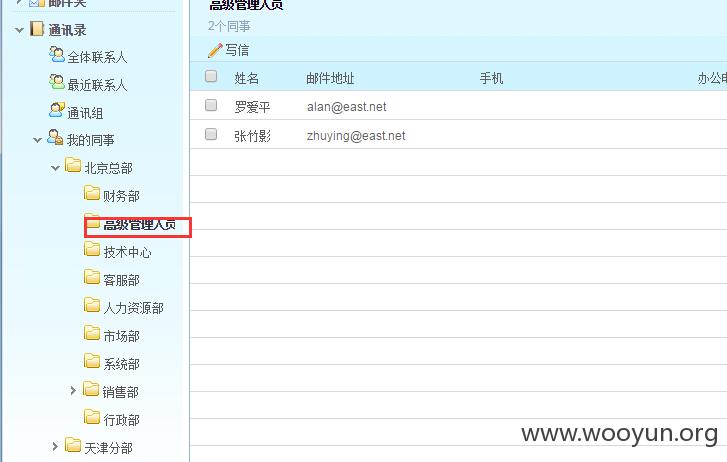 邮件夹
通讯录
全体联系人
最近联系人
通讯组
我的同事
北京总部
财务部
高级管理人员
技术中心
客服部
人力资源部
市场部
系统部
销售部
行政部
天津分部
高级管理人员
2个同事
写信
姓名 邮件地址 手机 办公电
罗爱平 alan@east.net
张竹影 zhuying@east.net
www.wooyun.org